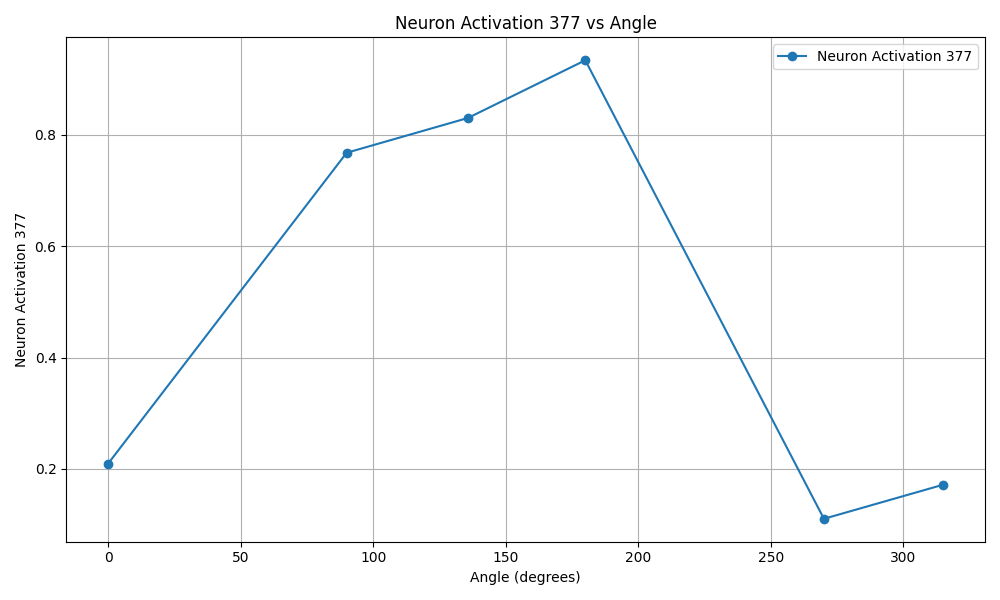 Neuron Activation 377 vs Angle
Neuron Activation 377
0.8
0.6
0.4
0.2
Neuron Activation 377
0 50 100 150 200 250 300
Angle (degrees)